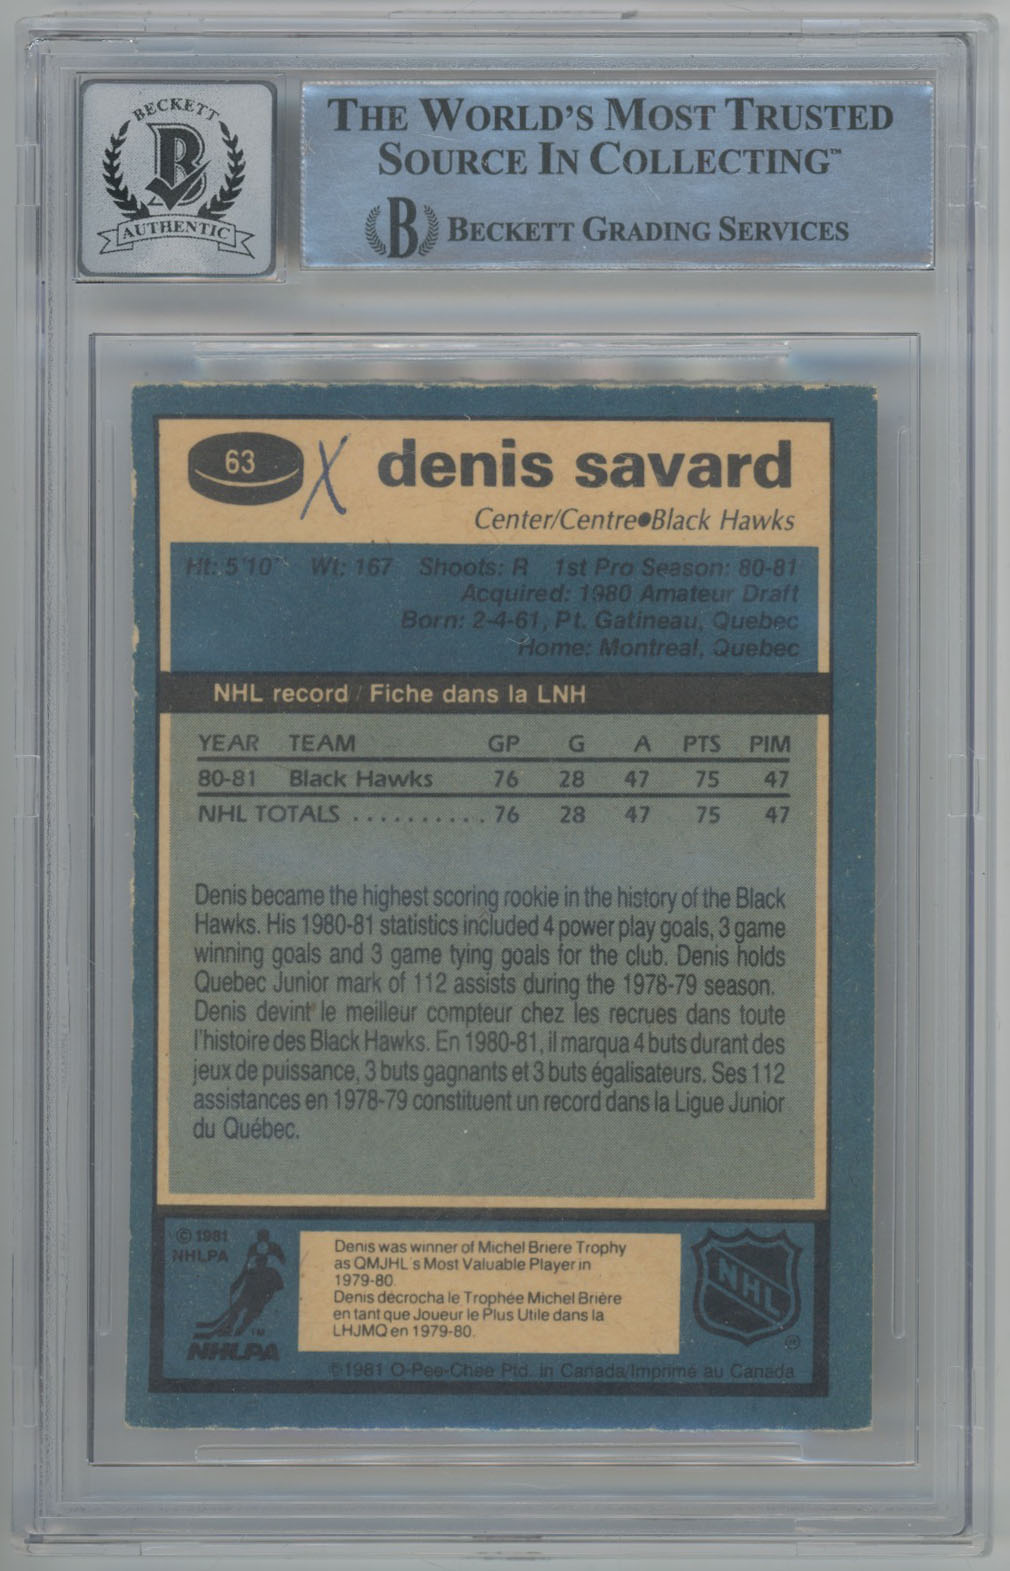 BECKETT
B
AUTHENTIC
THE WORLD'S MOST TRUSTED
SOURCE IN COLLECTING™
B BECKETT GRADING SERVICES
63 X denis savard
Center/Centre●Black Hawks
Ht: 5'10" Wt: 167 Shoots: R 1st Pro Season: 80-81
Acquired: 1980 Amateur Draft
Born: 2-4-61, Pt. Gatineau, Quebec
Home: Montreal, Quebec
NHL record / Fiche dans la LNH
YEAR TEAM GP G A PTS PIM
80-81 Black Hawks 76 28 47 75 47
NHL TOTALS .......... 76 28 47 75 47
Denis became the highest scoring rookie in the history of the Black
Hawks. His 1980-81 statistics included 4 power play goals, 3 game
winning goals and 3 game tying goals for the club. Denis holds
Quebec Junior mark of 112 assists during the 1978-79 season.
Denis devint le meilleur compteur chez les recrues dans toute
l'histoire des Black Hawks. En 1980-81, il marqua 4 buts durant des
jeux de puissance, 3 buts gagnants et 3 buts égalisateurs. Ses 112
assistances en 1978-79 constituent un record dans la Ligue Junior
du Québec.
© 1981
NHLPA
NHLPA
TM
Denis was winner of Michel Briere Trophy
as QMJHL's Most Valuable Player in
1979-80.
Denis décrocha le Trophée Michel Brière
en tant que Joueur le Plus Utile dans la
LHJMQ en 1979-80.
NHL
©1981 O-Pee-Chee Ptd. in Canada/Imprimé au Canada